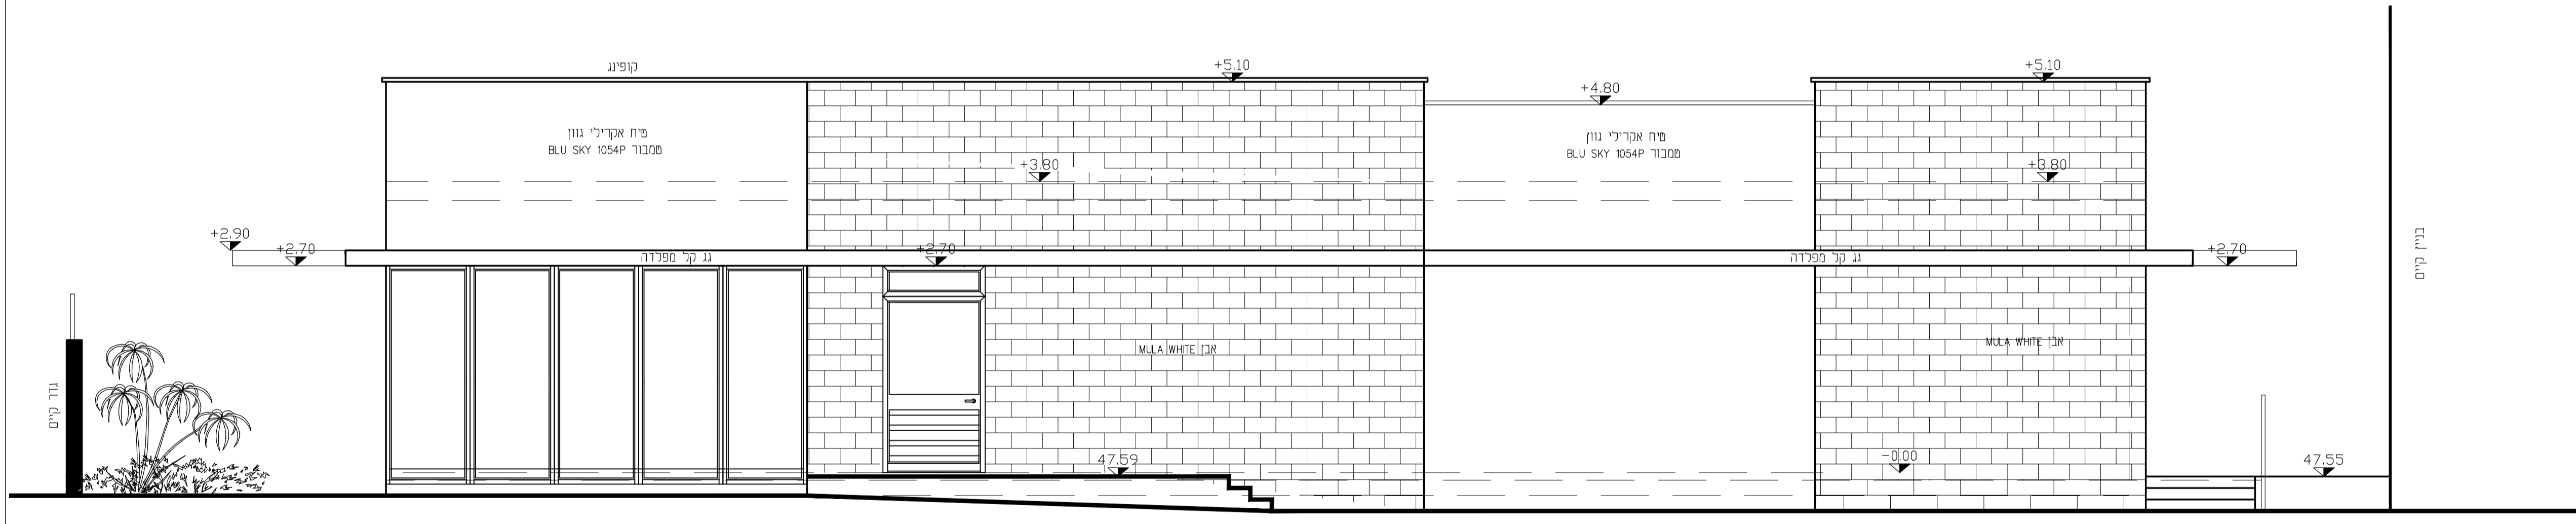 קופינג
+5.10
+5.10
+4.80
טיח אקרילי גוון
טמבור BLU SKY 1054P
טיח אקרילי גוון
טמבור BLU SKY 1054P
+3.80
+3.80
+2.90
+2.70
+2.70
+2.70
גג קל מפלדה
גג קל מפלדה
בניין קיים
אבן MULA WHITE
אבן MULA WHITE
גדר קיים
47.59
-0.00
47.55